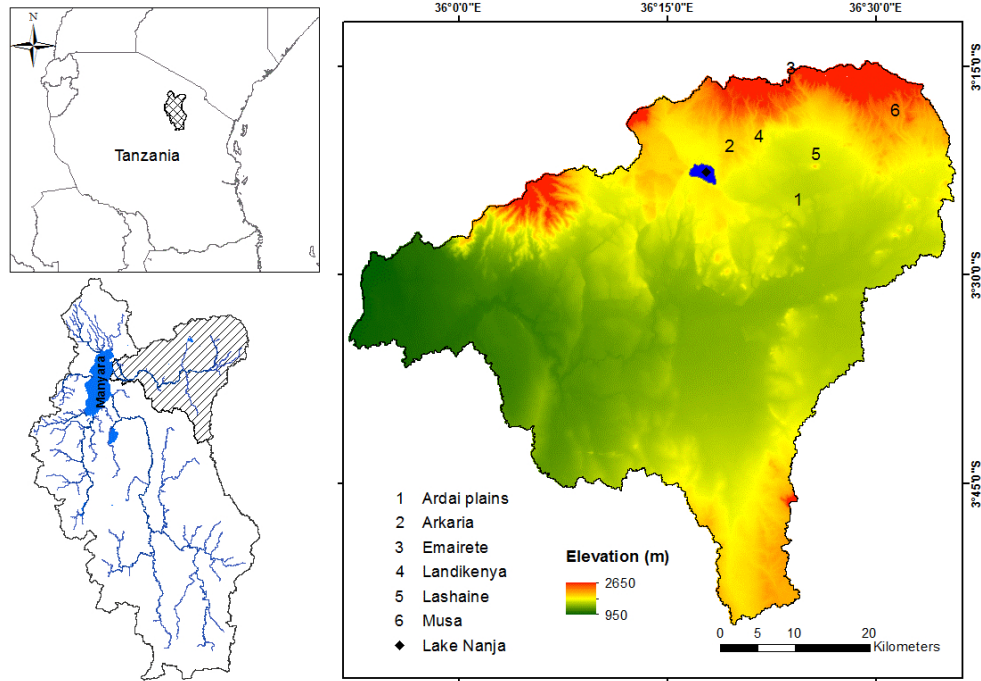 N
Tanzania
Manyara
36°0'0"E
36°15'0"E
36°30'0"E
3°15'0"S
3°30'0"S
3°45'0"S
3
6
4
2
5
1
1 Ardai plains
2 Arkaria
3 Emairete
4 Landikenya
5 Lashaine
6 Musa
Lake Nanja
Elevation (m)
2650
950
0 5 10 20
Kilometers